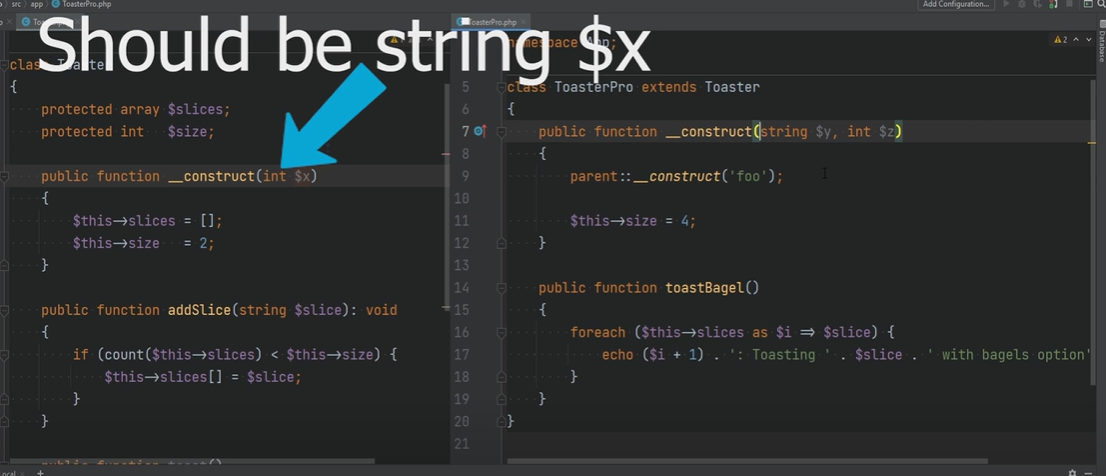 src › app › ToasterPro.php
Add Configuration...
ToasterPro.php
Should be string $x
2
class Toaster
{
protected array $slices;
protected int $size;
public function __construct(int $x)
{
$this->slices = [];
$this->size = 2;
}
public function addSlice(string $slice): void
{
if (count($this->slices) < $this->size) {
$this->slices[] = $slice;
}
}
public function toast()
namespace App;
5 class ToasterPro extends Toaster
6 {
7 public function __construct(string $y, int $z)
8 {
9 parent::__construct('foo');
10
11 $this->size = 4;
12 }
13
14 public function toastBagel()
15 {
16 foreach ($this->slices as $i => $slice) {
17 echo ($i + 1) . ': Toasting ' . $slice . ' with bagels option'
18 }
19 }
20 }
21
Database
ocal × +